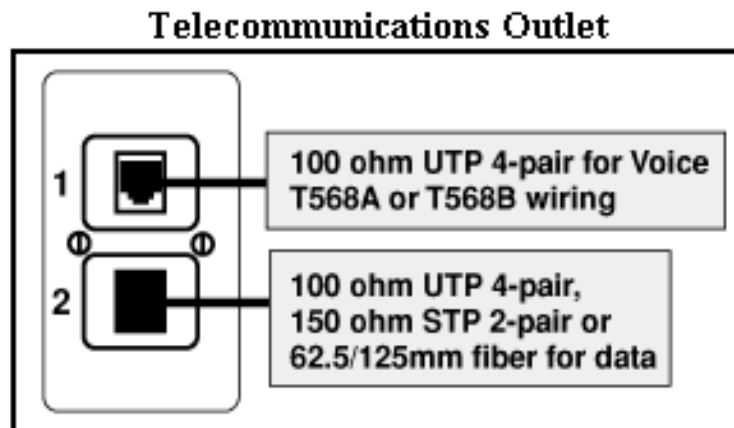 Telecommunications Outlet
1
100 ohm UTP 4-pair for Voice
T568A or T568B wiring
2
100 ohm UTP 4-pair,
150 ohm STP 2-pair or
62.5/125mm fiber for data